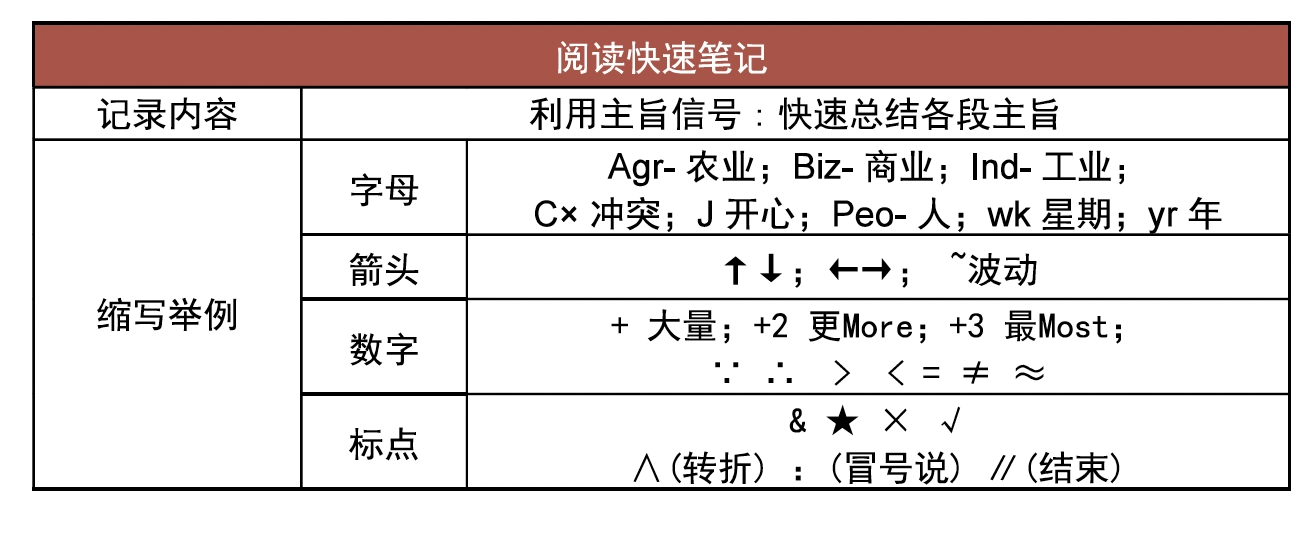 阅读快速笔记
记录内容
利用主旨信号：快速总结各段主旨
缩写举例
字母
Agr- 农业；Biz- 商业；Ind- 工业；
C× 冲突；J 开心；Peo- 人；wk 星期；yr 年
箭头
↑↓；←→； ~波动
数字
+ 大量；+2 更More；+3 最Most；
∵ ∴ > < = ≠ ≈
标点
& ★ × √
∧(转折) ：(冒号说) ∥(结束)